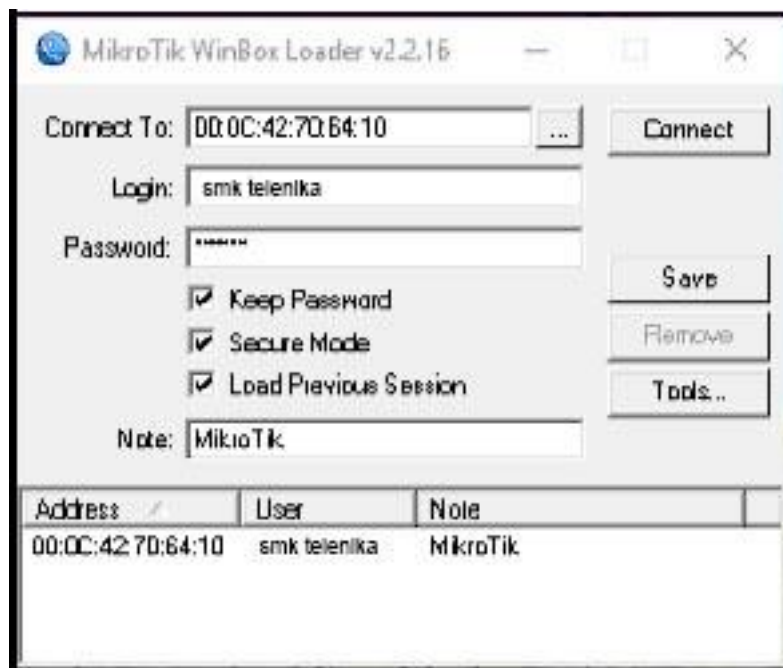 MikroTik WinBox Loader v2.2.16
Connect To: 00:0C:42:70:64:10 ... Connect
Login: smk telenika
Password: ******* Save
Keep Password
Secure Mode Remove
Load Previous Session Tools...
Note: MikroTik
Address User Note
00:0C:42:70:64:10 smk telenika MikroTik